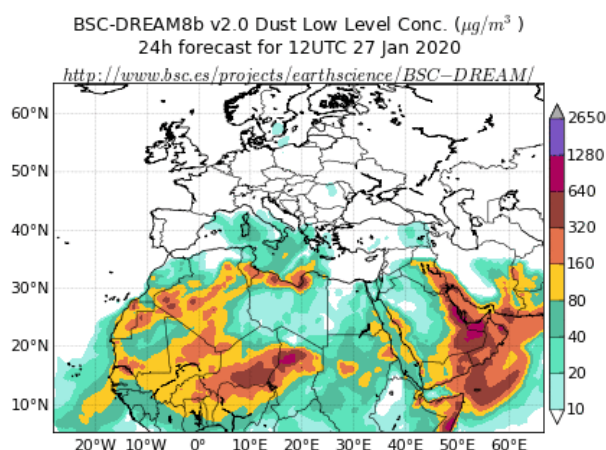 BSC-DREAM8b v2.0 Dust Low Level Conc. (μg/m³ )
24h forecast for 12UTC 27 Jan 2020
http://www.bsc.es/projects/earthscience/BSC−DREAM/
60°N
50°N
40°N
30°N
20°N
10°N
20°W 10°W 0° 10°E 20°E 30°E 40°E 50°E 60°E
2650
1280
640
320
160
80
40
20
10